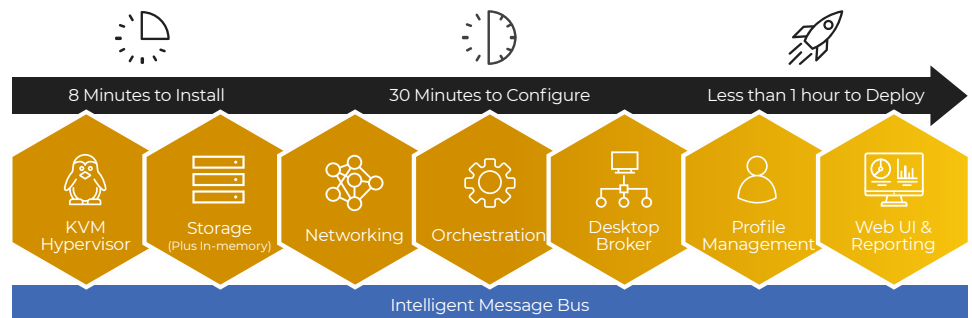 8 Minutes to Install
30 Minutes to Configure
Less than 1 hour to Deploy
KVM
Hypervisor
Storage
(Plus In-memory)
Networking
Orchestration
Desktop
Broker
Profile
Management
Web UI &
Reporting
Intelligent Message Bus